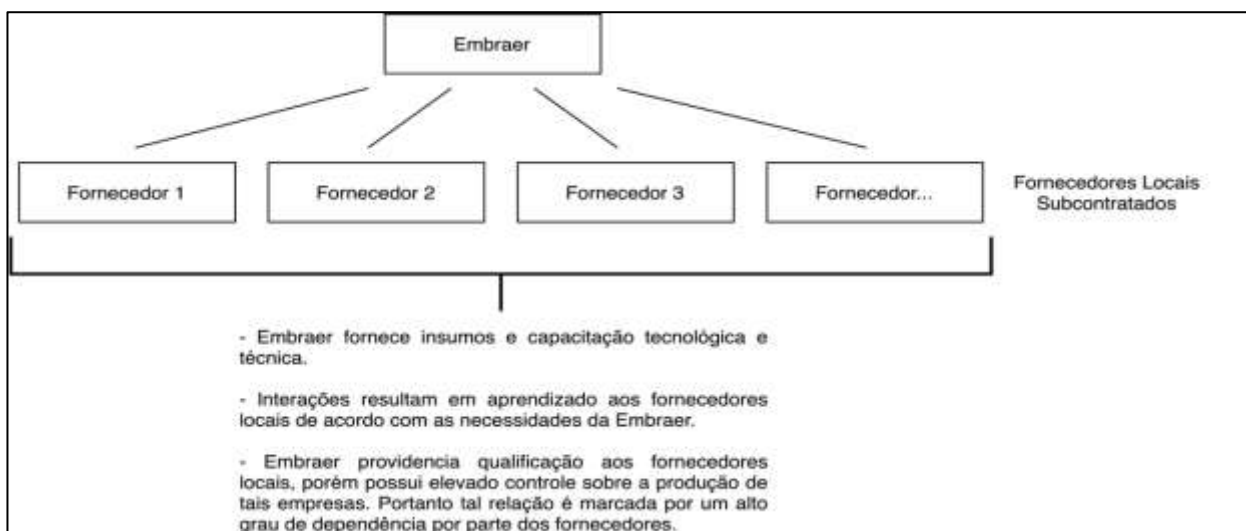 Embraer
Fornecedor 1
Fornecedor 2
Fornecedor 3
Fornecedor...
Fornecedores Locais
Subcontratados
- Embraer fornece insumos e capacitação tecnológica e
técnica.
- Interações resultam em aprendizado aos fornecedores
locais de acordo com as necessidades da Embraer.
- Embraer providencia qualificação aos fornecedores
locais, porém possui elevado controle sobre a produção de
tais empresas. Portanto tal relação é marcada por um alto
grau de dependência por parte dos fornecedores.